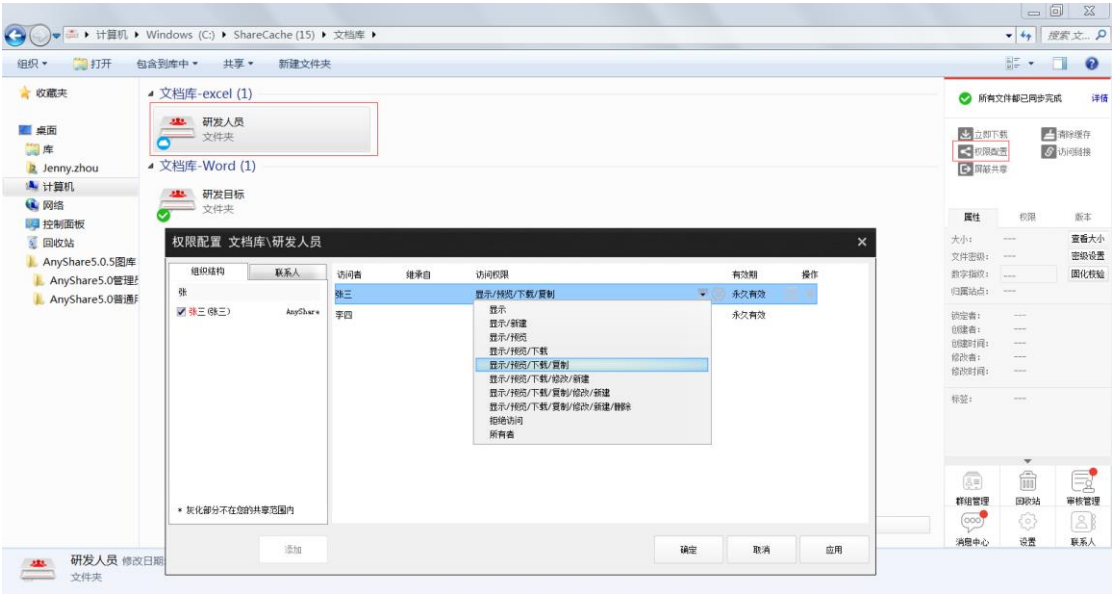 计算机 ▸ Windows (C:) ▸ ShareCache (15) ▸ 文档库 ▸
搜索 文...
组织 打开 包含到库中 共享 新建文件夹
收藏夹
桌面
库
Jenny.zhou
计算机
网络
控制面板
回收站
AnyShare5.0.5图库
AnyShare5.0管理员
AnyShare5.0普通
文档库-excel (1)
研发人员
文件夹
文档库-Word (1)
研发目标
文件夹
权限配置 文档库\研发人员
组织结构 联系人
张
张三 (张三) AnyShare
* 灰化部分不在您的共享范围内
添加
访问者 继承自 访问权限 有效期 操作
张三 显示/预览/下载/复制 永久有效
李四 永久有效
显示
显示/新建
显示/预览
显示/预览/下载
显示/预览/下载/复制
显示/预览/下载/修改/新建
显示/预览/下载/复制/修改/新建
显示/预览/下载/复制/修改/新建/删除
拒绝访问
所有者
确定 取消 应用
所有文件都已同步完成 详情
立即下载 清除缓存
权限配置 访问链接
屏蔽共享
属性 权限 版本
大小: --- 查看大小
文件密级: --- 密级设置
数字指纹: --- 固化校验
归属站点: ---
锁定者: ---
创建者: ---
创建时间: ---
修改者: ---
修改时间: ---
标签: ---
群组管理 回收站 审核管理
消息中心 设置 联系人
研发人员 修改日期
文件夹